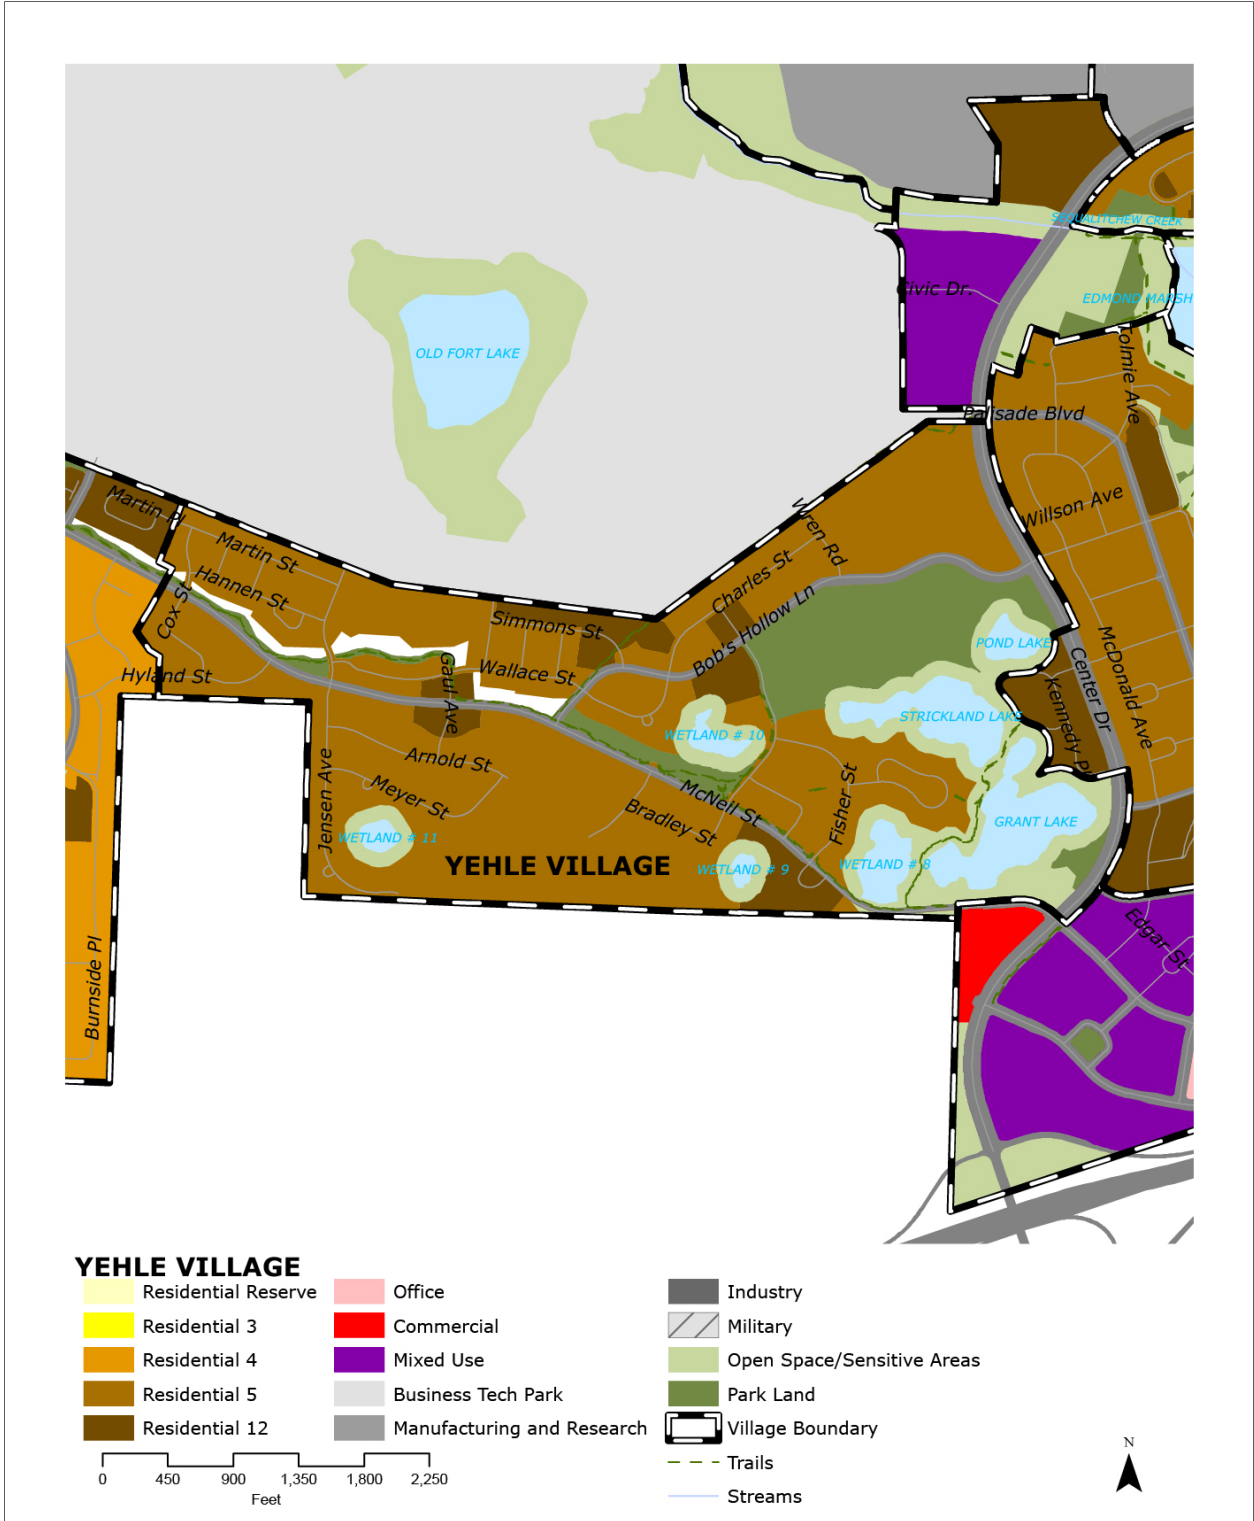 SEQUALITCHEW CREEK
Civic Dr.
EDMOND MARSH
OLD FORT LAKE
Kolmie Ave
Palisade Blvd
Martin Pl
Willson Ave
Wren Rd
Martin St
Charles St
Hannen St
Cox St
Simmons St
Bob's Hollow Ln
POND LAKE
McDonald Ave
Center Dr
Hyland St
Gaul Ave
Wallace St
Kennedy Pl
STRICKLAND LAKE
WETLAND # 10
Arnold St
Jensen Ave
Meyer St
McNeil St
Fisher St
Bradley St
GRANT LAKE
WETLAND # 11
YEHLE VILLAGE
WETLAND # 9
WETLAND # 8
Edgar St
Burnside Pl
YEHLE VILLAGE
Residential Reserve
Residential 3
Residential 4
Residential 5
Residential 12
Office
Commercial
Mixed Use
Business Tech Park
Manufacturing and Research
Industry
Military
Open Space/Sensitive Areas
Park Land
Village Boundary
Trails
Streams
0 450 900 1,350 1,800 2,250
Feet
N